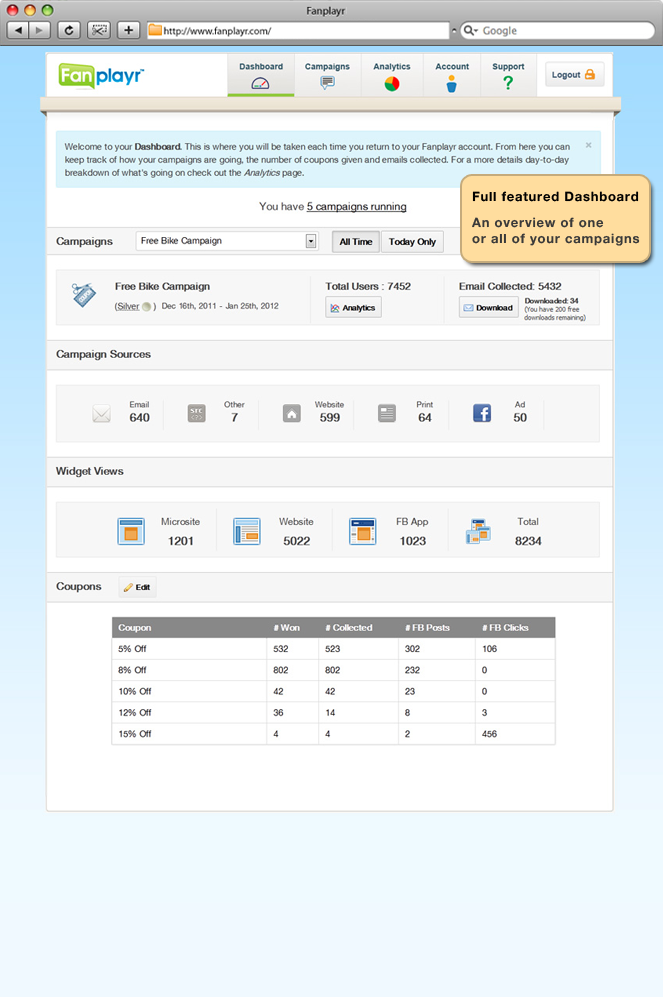 Fanplayr
http://www.fanplayr.com/
Google
Fanplayr™
Dashboard
Campaigns
Analytics
Account
Support
Logout
Welcome to your Dashboard. This is where you will be taken each time you return to your Fanplayr account. From here you can
keep track of how your campaigns are going, the number of coupons given and emails collected. For a more details day-to-day
breakdown of what's going on check out the Analytics page.
×
Full featured Dashboard
An overview of one
or all of your campaigns
You have 5 campaigns running
Campaigns
Free Bike Campaign
All Time
Today Only
Free Bike Campaign
(Silver ) Dec 16th, 2011 - Jan 25th, 2012
Total Users : 7452
Analytics
Email Collected: 5432
Download
Downloaded: 34
(You have 200 free
downloads remaining)
Campaign Sources
Email
640
src
Other
7
Website
599
Print
64
Ad
50
Widget Views
Microsite
1201
Website
5022
FB App
1023
Total
8234
Coupons
Edit
Coupon # Won # Collected # FB Posts # FB Clicks
5% Off 532 523 302 106
8% Off 802 802 232 0
10% Off 42 42 23 0
12% Off 36 14 8 3
15% Off 4 4 2 456